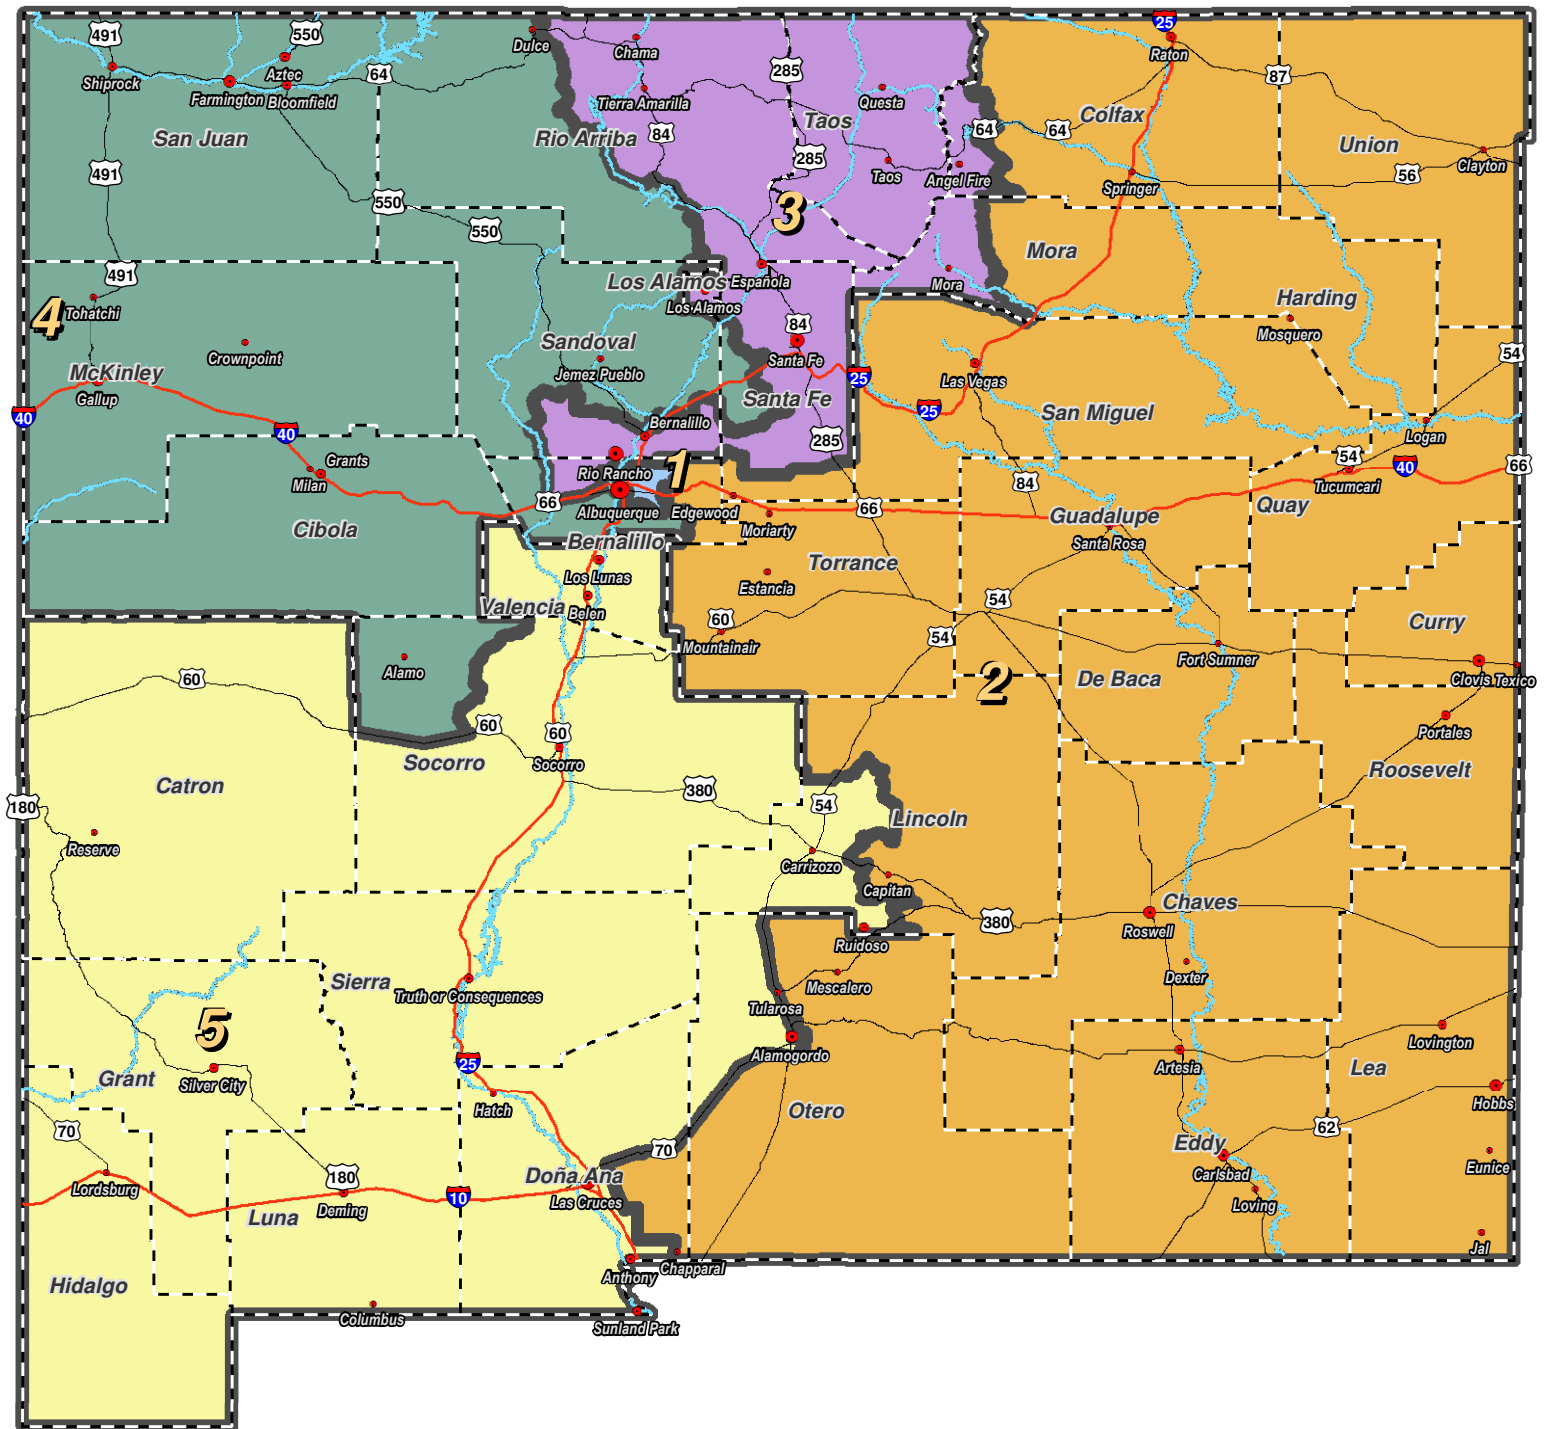 25
491
550
Dulce
Chama
Raton
Shiprock
Aztec
64
285
87
Farmington
Bloomfield
Tierra Amarilla
Questa
San Juan
Rio Arriba
84
Taos
64
64
Colfax
Union
491
285
Taos
Angel Fire
Springer
56
Clayton
550
3
550
Mora
491
Los Alamos
Española
Mora
Harding
4
Tohatchi
Los Alamos
84
Mosquero
Crownpoint
Sandoval
Santa Fe
54
McKinley
Jemez Pueblo
25
Las Vegas
Gallup
Santa Fe
25
San Miguel
40
40
Bernalillo
285
Logan
Grants
Rio Rancho
1
54
40
66
Milan
84
Tucumcari
66
Albuquerque
Edgewood
66
Quay
Cibola
Bernalillo
Moriarty
Guadalupe
Santa Rosa
Los Lunas
Torrance
Estancia
Valencia
Belen
60
54
Curry
Mountainair
54
Alamo
Fort Sumner
60
2
De Baca
Clovis
Texico
60
60
Portales
Socorro
Socorro
Catron
380
Roosevelt
180
54
Lincoln
Reserve
Carrizozo
Capitan
Chaves
380
Roswell
Ruidoso
Sierra
Truth or Consequences
Mescalero
Dexter
5
Tularosa
Alamogordo
Lovington
25
Artesia
Lea
Grant
Silver City
Hatch
Otero
Hobbs
70
62
70
Eddy
Eunice
Lordsburg
180
Doña Ana
Carlsbad
10
Las Cruces
Loving
Luna
Deming
Jal
Hidalgo
Anthony
Chapparal
Columbus
Sunland Park